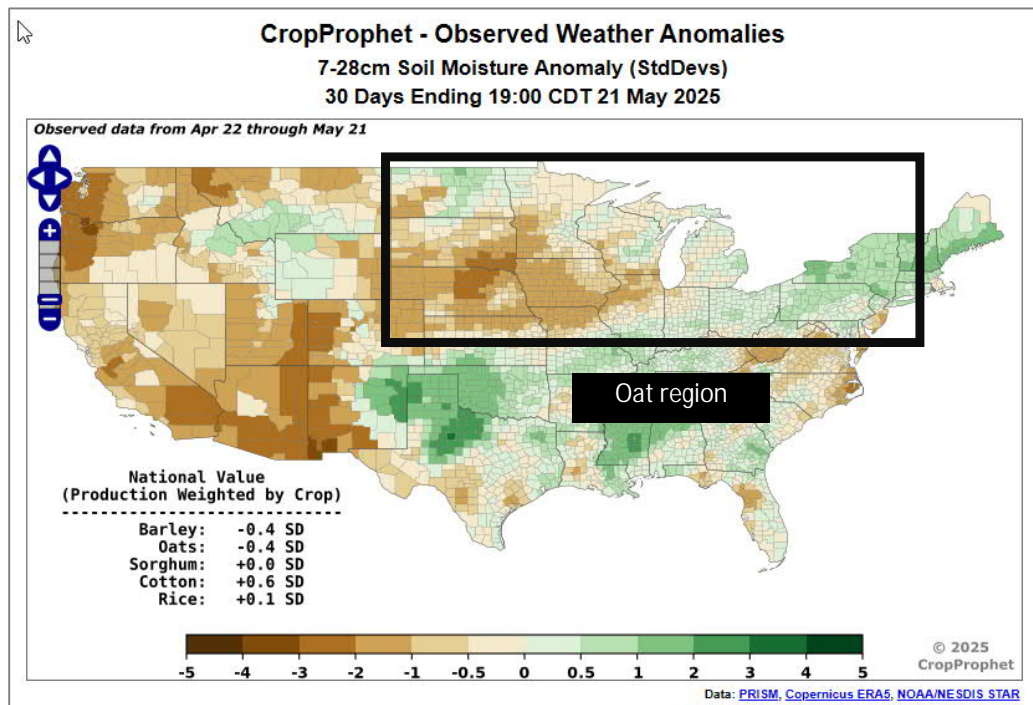 CropProphet - Observed Weather Anomalies
7-28cm Soil Moisture Anomaly (StdDevs)
30 Days Ending 19:00 CDT 21 May 2025
Observed data from Apr 22 through May 21
Oat region
National Value
(Production Weighted by Crop)
------------------------------
Barley: -0.4 SD
Oats: -0.4 SD
Sorghum: +0.0 SD
Cotton: +0.6 SD
Rice: +0.1 SD
-5 -4 -3 -2 -1 -0.5 0 0.5 1 2 3 4 5
© 2025
CropProphet
Data: PRISM, Copernicus ERA5, NOAA/NESDIS STAR